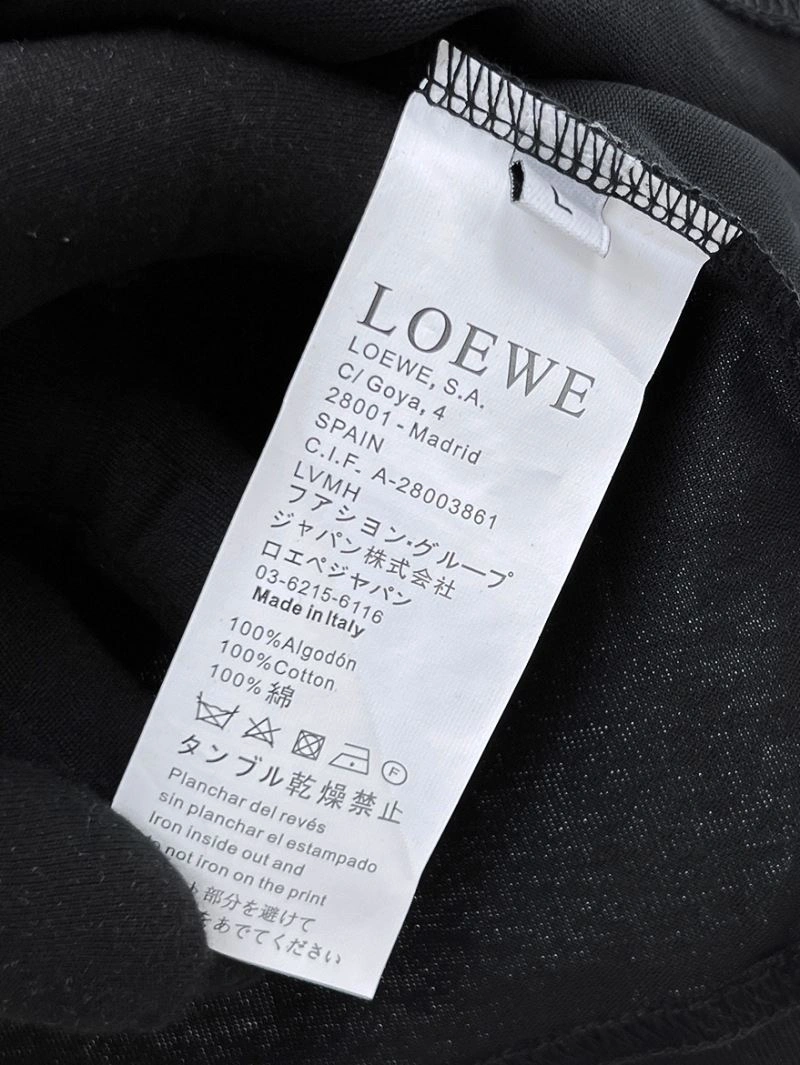 L
LOEWE
LOEWE, S.A.
C/ Goya, 4
28001 - Madrid
SPAIN
C.I.F. A-28003861
LVMH
ファション・グループ
ジャパン株式会社
ロエペジャパン
03-6215-6116
Made in Italy
100%Algodón
100%Cotton
100% 綿
F
タンブル乾燥禁止
Planchar del revés
sin planchar el estampado
Iron inside out and
not iron on the print
ト部分を避けて
をあでてください